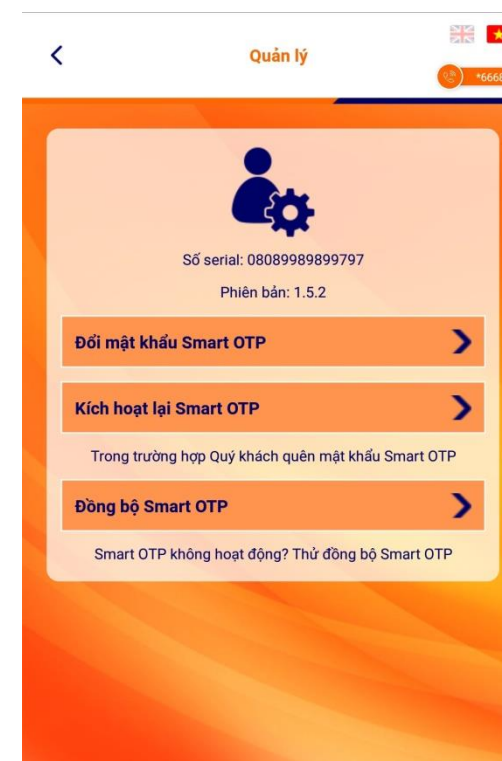 Quản lý
*6668
Số serial: 08089989899797
Phiên bản: 1.5.2
Đổi mật khẩu Smart OTP
Kích hoạt lại Smart OTP
Trong trường hợp Quý khách quên mật khẩu Smart OTP
Đồng bộ Smart OTP
Smart OTP không hoạt động? Thử đồng bộ Smart OTP